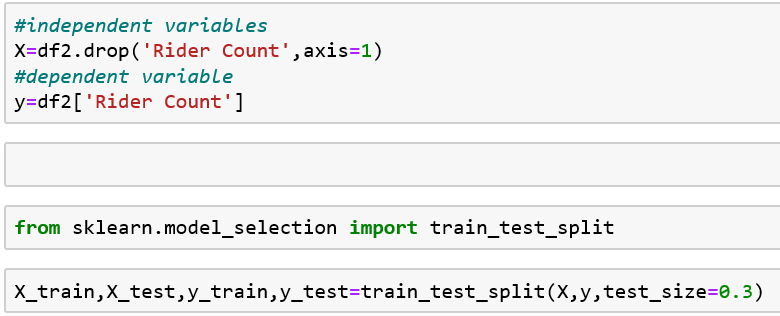 #independent variables
X=df2.drop('Rider Count',axis=1)
#dependent variable
y=df2['Rider Count']
from sklearn.model_selection import train_test_split
X_train,X_test,y_train,y_test=train_test_split(X,y,test_size=0.3)